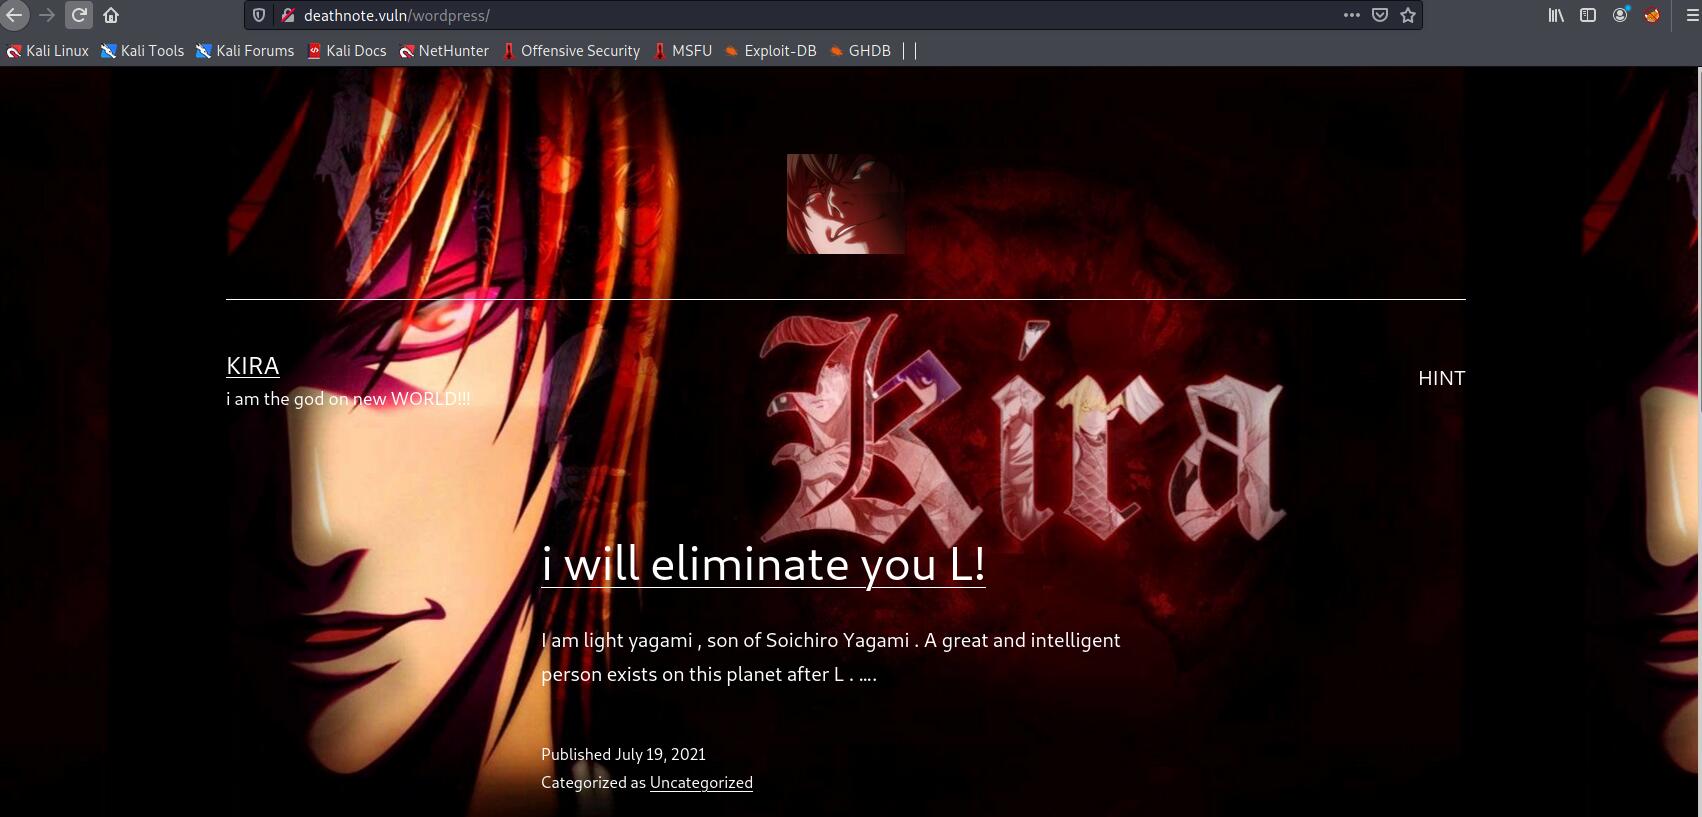 deathnote.vuln/wordpress/
Kali Linux Kali Tools Kali Forums Kali Docs NetHunter Offensive Security MSFU Exploit-DB GHDB
Kira
KIRA
HINT
i am the god on new WORLD!!!
i will eliminate you L!
I am light yagami , son of Soichiro Yagami . A great and intelligent
person exists on this planet after L . ….
Published July 19, 2021
Categorized as Uncategorized